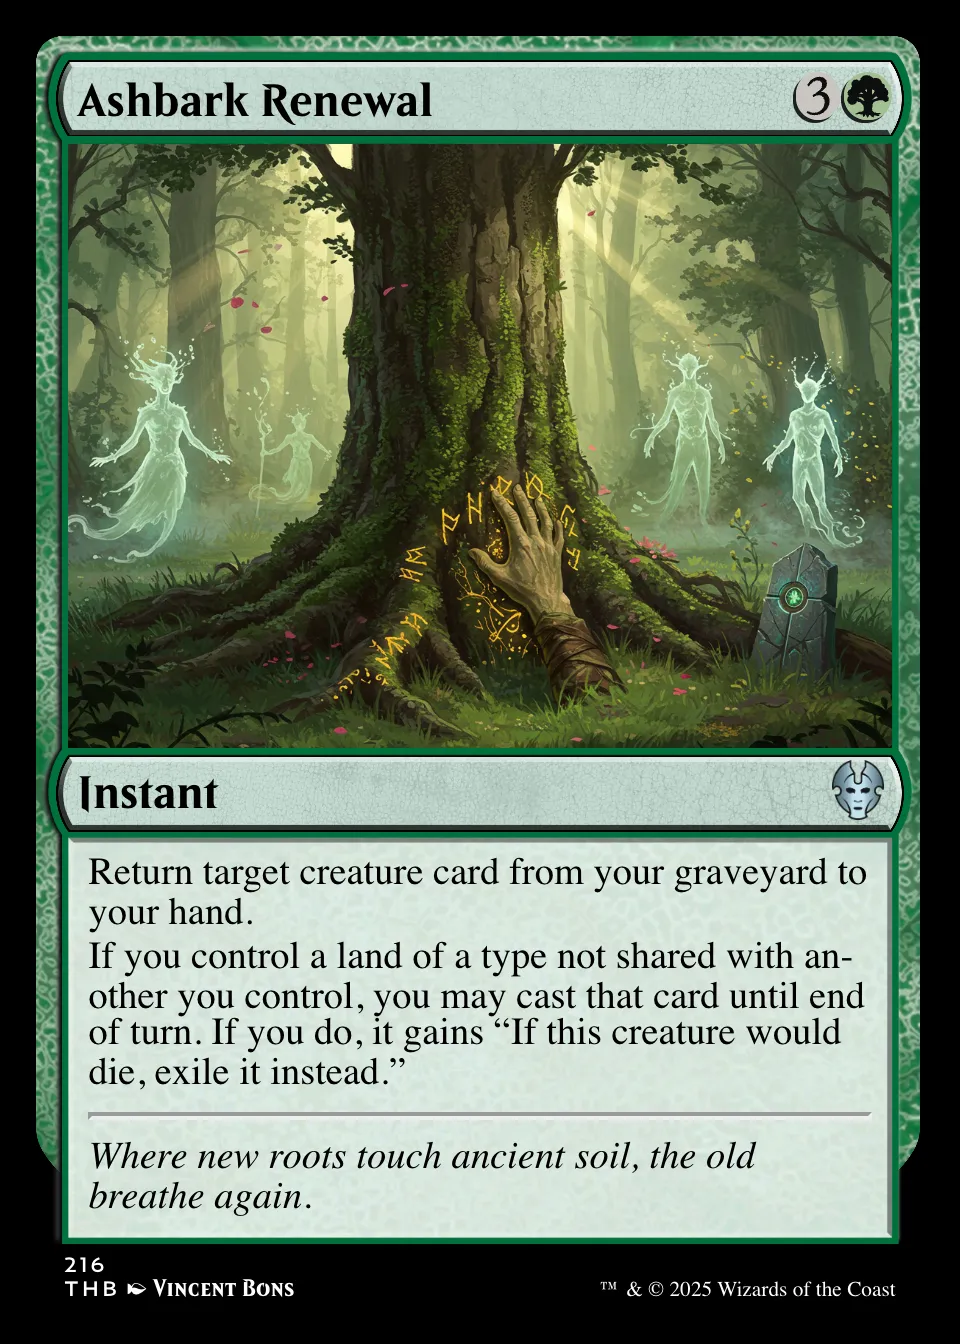 Ashbark Renewal
3
Instant
Return target creature card from your graveyard to
your hand.
If you control a land of a type not shared with an-
other you control, you may cast that card until end
of turn. If you do, it gains “If this creature would
die, exile it instead.”
Where new roots touch ancient soil, the old
breathe again.
216
THB VINCENT BONS
™ & © 2025 Wizards of the Coast